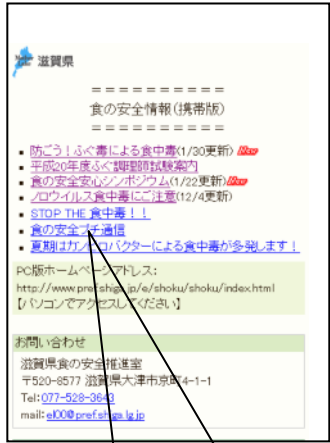 滋賀県
==========
食の安全情報(携帯版)
==========
防ごう!ふぐ毒による食中毒(1/30更新) New
平成20年度ふぐ調理師試験案内
食の安全安心シンポジウム(1/22更新) New
ノロウイルス食中毒にご注意(12/4更新)
STOP THE 食中毒!!
食の安全プチ通信
夏期はカンピロバクターによる食中毒が多発します!
PC版ホームページアドレス:
http://www.pref.shiga.jp/e/shoku/shoku/index.html
【パソコンでアクセスしてください】
お問い合わせ
滋賀県食の安全推進室
〒520-8577 滋賀県大津市京町4-1-1
Tel:077-528-3643
mail:el00@pref.shiga.lg.jp